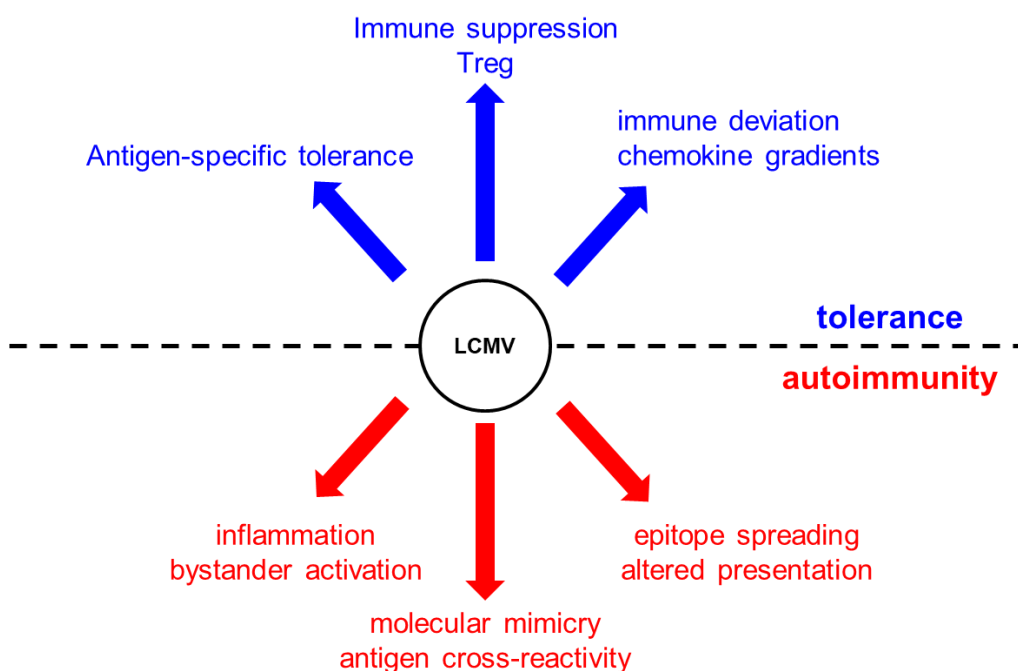 Immune suppression
Treg
immune deviation
chemokine gradients
Antigen-specific tolerance
tolerance
LCMV
autoimmunity
inflammation
bystander activation
epitope spreading
altered presentation
molecular mimicry
antigen cross-reactivity